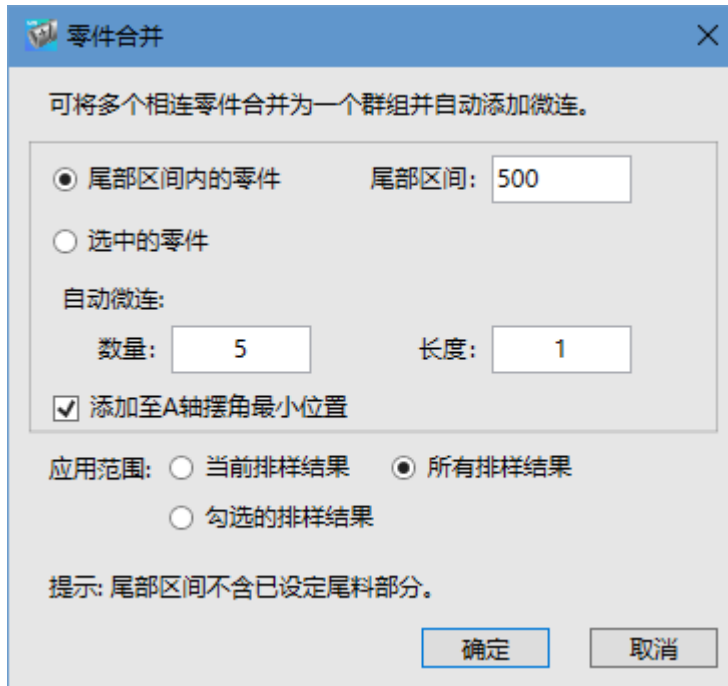 零件合并
可将多个相连零件合并为一个群组并自动添加微连。
尾部区间内的零件 尾部区间: 500
选中的零件
自动微连:
数量: 5 长度: 1
添加至A轴摆角最小位置
应用范围: 当前排样结果 所有排样结果
勾选的排样结果
提示: 尾部区间不含已设定尾料部分。
确定 取消